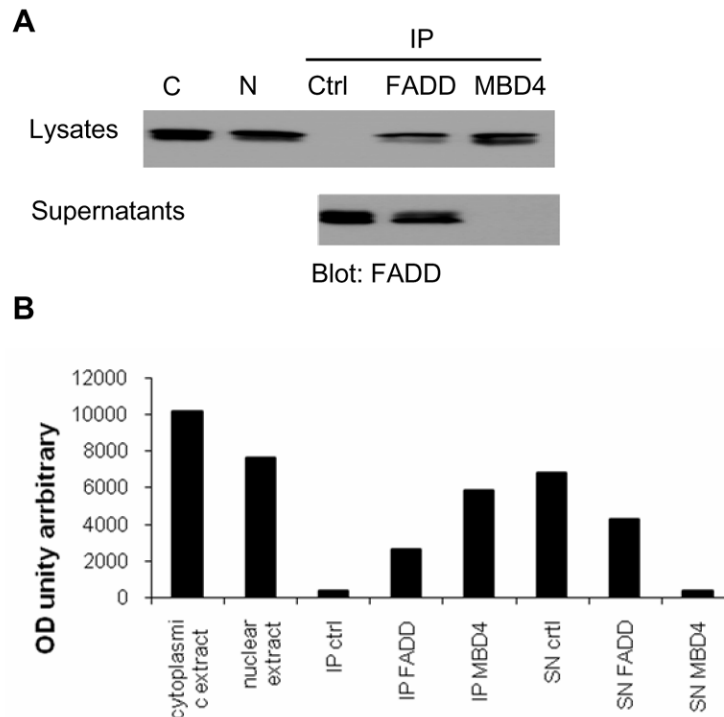 A
IP
C N Ctrl FADD MBD4
Lysates
Supernatants
Blot: FADD
B
OD unity arrbitrary
12000
10000
8000
6000
4000
2000
0
cytoplasmi
c extract
nuclear
extract
IP ctrl
IP FADD
IP MBD4
SN crtl
SN FADD
SN MBD4